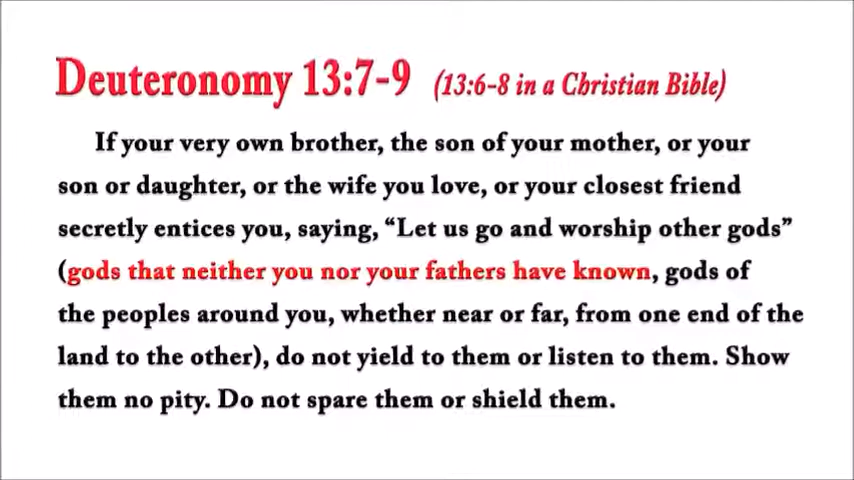 Deuteronomy 13:7-9 (13:6-8 in a Christian Bible)
If your very own brother, the son of your mother, or your
son or daughter, or the wife you love, or your closest friend
secretly entices you, saying, “Let us go and worship other gods”
(gods that neither you nor your fathers have known, gods of
the peoples around you, whether near or far, from one end of the
land to the other), do not yield to them or listen to them. Show
them no pity. Do not spare them or shield them.